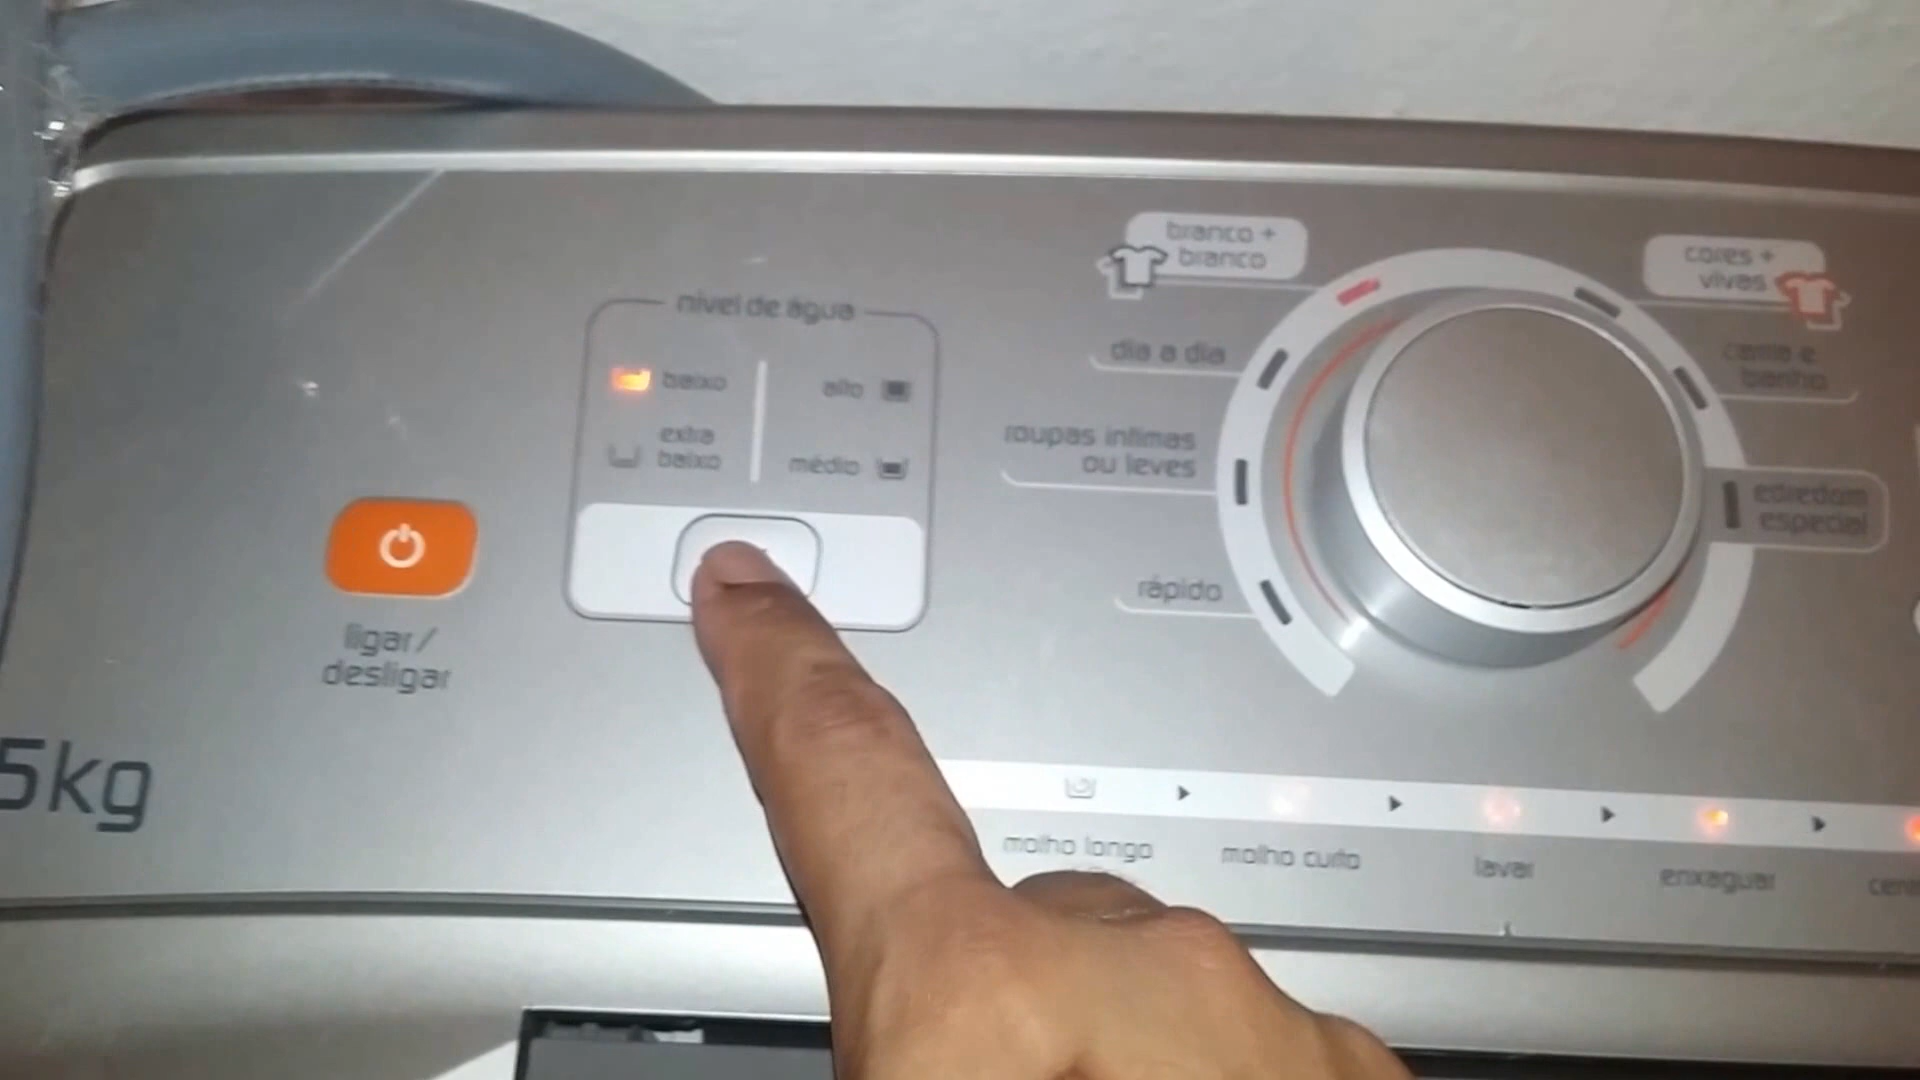 nível de água
baixo
alto
extra
baixo
médio
ligar/
desligar
5kg
branco +
branco
dia a dia
roupas íntimas
ou leves
rápido
cores +
vivas
cama e
banho
edredom
especial
molho longo
molho curto
lavar
enxaguar